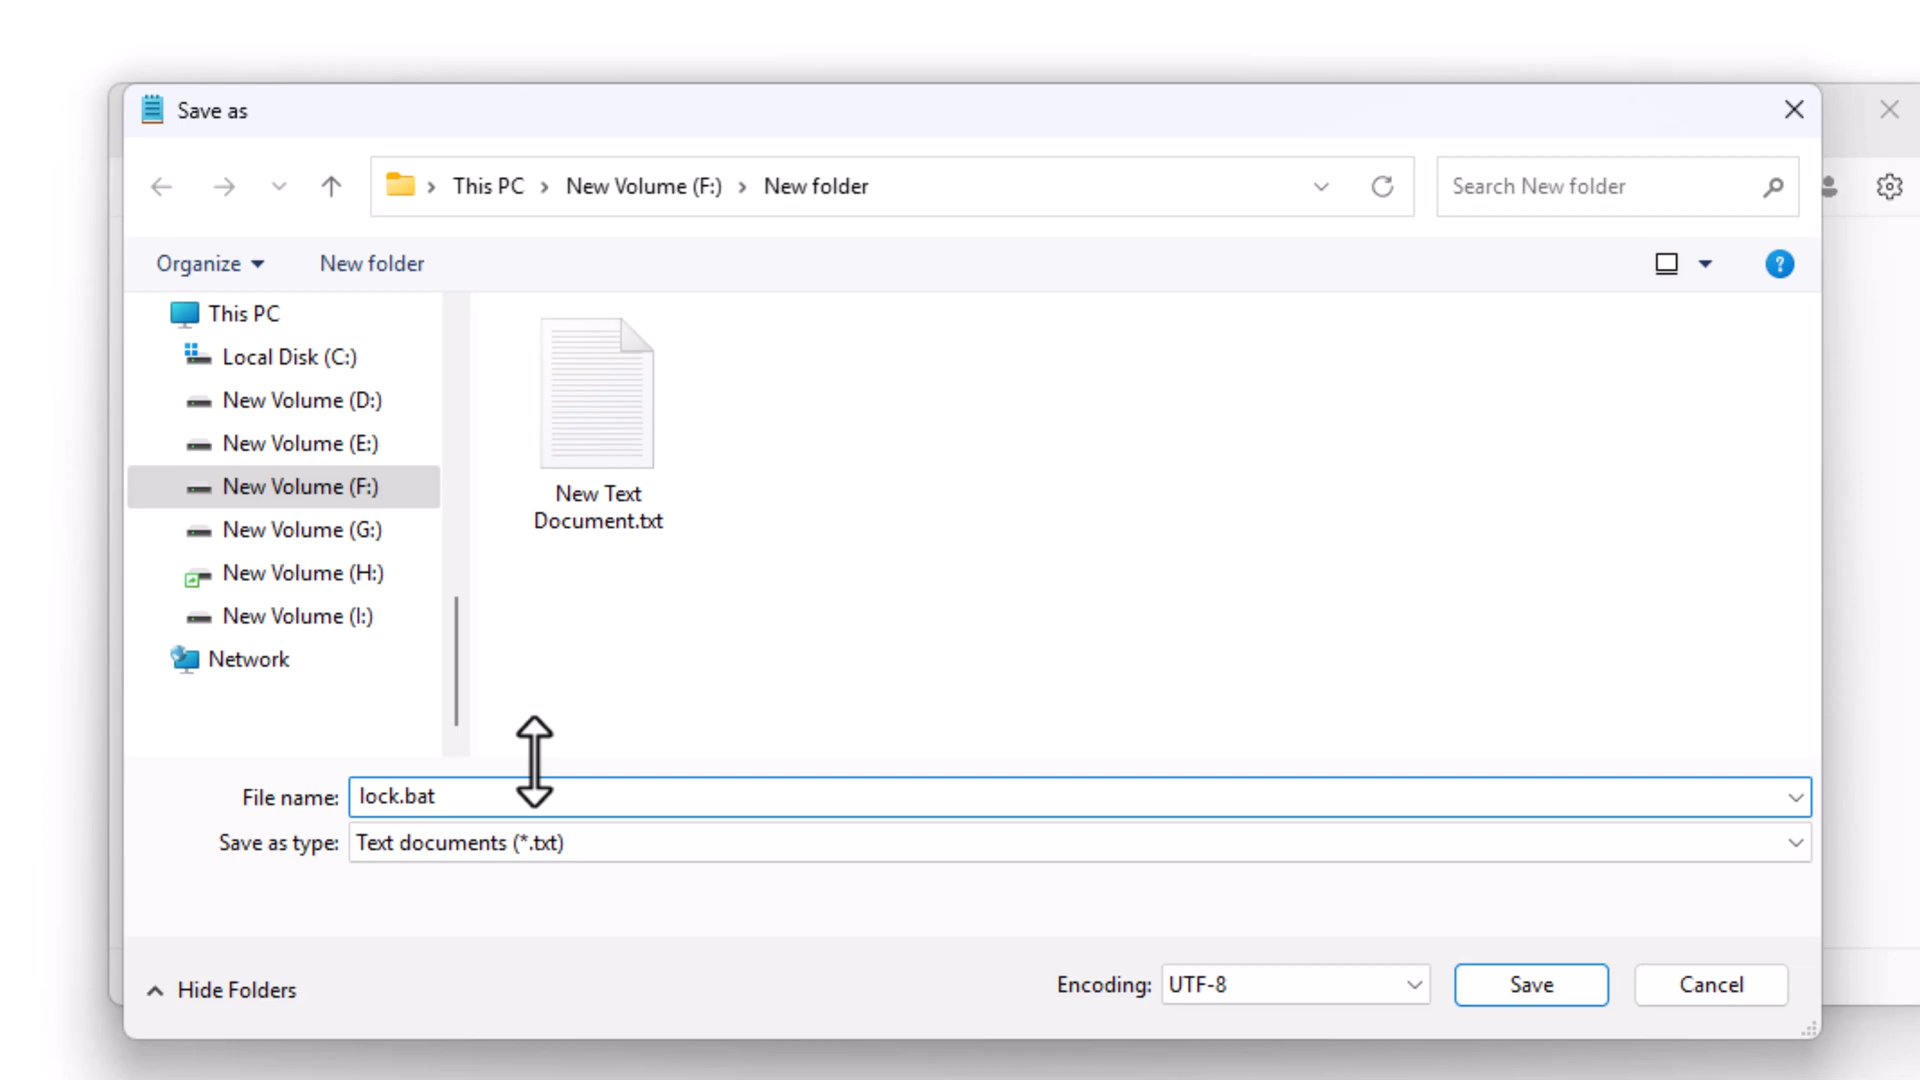 Save as
This PC
New Volume (F:)
New folder
Search New folder
Organize
New folder
?
This PC
Local Disk (C:)
New Volume (D:)
New Volume (E:)
New Volume (F:)
New Volume (G:)
New Volume (H:)
New Volume (I:)
Network
New Text
Document.txt
File name: lock.bat
Save as type: Text documents (*.txt)
Hide Folders
Encoding: UTF-8
Save
Cancel